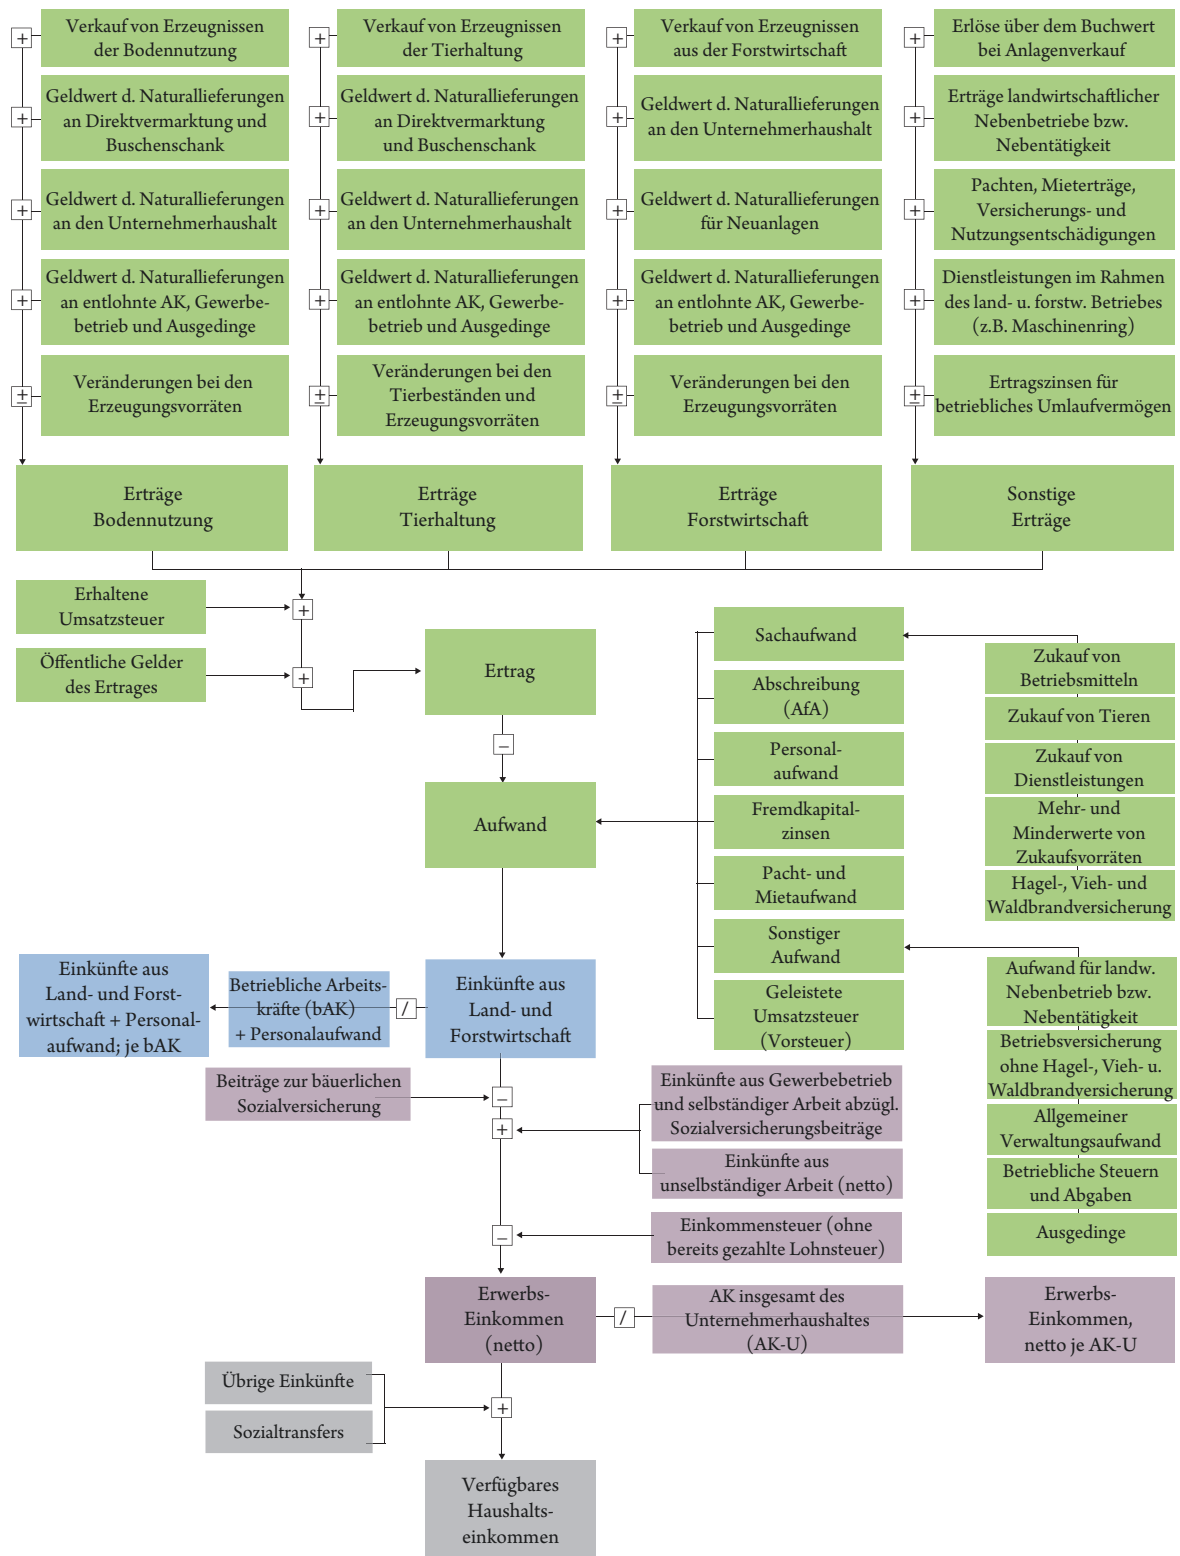 +
Verkauf von Erzeugnissen
der Bodennutzung
+
Geldwert d. Naturallieferungen
an Direktvermarktung und
Buschenschank
+
Geldwert d. Naturallieferungen
an den Unternehmerhaushalt
+
Geldwert d. Naturallieferungen
an entlohnte AK, Gewerbe-
betrieb und Ausgedinge
±
Veränderungen bei den
Erzeugungsvorräten
Erträge
Bodennutzung
+
Verkauf von Erzeugnissen
der Tierhaltung
+
Geldwert d. Naturallieferungen
an Direktvermarktung
und Buschenschank
+
Geldwert d. Naturallieferungen
an den Unternehmerhaushalt
+
Geldwert d. Naturallieferungen
an entlohnte AK, Gewerbe-
betrieb und Ausgedinge
±
Veränderungen bei den
Tierbeständen und
Erzeugungsvorräten
Erträge
Tierhaltung
+
Verkauf von Erzeugnissen
aus der Forstwirtschaft
+
Geldwert d. Naturallieferungen
an den Unternehmerhaushalt
+
Geldwert d. Naturallieferungen
für Neuanlagen
+
Geldwert d. Naturallieferungen
an entlohnte AK, Gewerbe-
betrieb und Ausgedinge
±
Veränderungen bei den
Erzeugungsvorräten
Erträge
Forstwirtschaft
+
Erlöse über dem Buchwert
bei Anlagenverkauf
+
Erträge landwirtschaftlicher
Nebenbetriebe bzw.
Nebentätigkeit
+
Pachten, Mieterträge,
Versicherungs- und
Nutzungsentschädigungen
+
Dienstleistungen im Rahmen
des land- u. forstw. Betriebes
(z.B. Maschinenring)
±
Ertragszinsen für
betriebliches Umlaufvermögen
Sonstige
Erträge
Erhaltene
Umsatzsteuer
+
Öffentliche Gelder
des Ertrages
+
Ertrag
−
Aufwand
Sachaufwand
Abschreibung
(AfA)
Personal-
aufwand
Fremdkapital-
zinsen
Pacht- und
Mietaufwand
Sonstiger
Aufwand
Geleistete
Umsatzsteuer
(Vorsteuer)
Zukauf von
Betriebsmitteln
Zukauf von Tieren
Zukauf von
Dienstleistungen
Mehr- und
Minderwerte von
Zukaufsvorräten
Hagel-, Vieh- und
Waldbrandversicherung
Aufwand für landw.
Nebenbetrieb bzw.
Nebentätigkeit
Betriebsversicherung
ohne Hagel-, Vieh- u.
Waldbrandversicherung
Allgemeiner
Verwaltungsaufwand
Betriebliche Steuern
und Abgaben
Ausgedinge
Einkünfte aus
Land- und Forst-
wirtschaft + Personal-
aufwand; je bAK
Betriebliche Arbeits-
kräfte (bAK)
+ Personalaufwand
/
Einkünfte aus
Land- und
Forstwirtschaft
Beiträge zur bäuerlichen
Sozialversicherung
−
+
Einkünfte aus Gewerbebetrieb
und selbständiger Arbeit abzügl.
Sozialversicherungsbeiträge
Einkünfte aus
unselbständiger Arbeit (netto)
−
Einkommensteuer (ohne
bereits gezahlte Lohnsteuer)
Erwerbs-
Einkommen
(netto)
/
AK insgesamt des
Unternehmerhaushaltes
(AK-U)
Erwerbs-
Einkommen,
netto je AK-U
Übrige Einkünfte
Sozialtransfers
+
Verfügbares
Haushalts-
einkommen